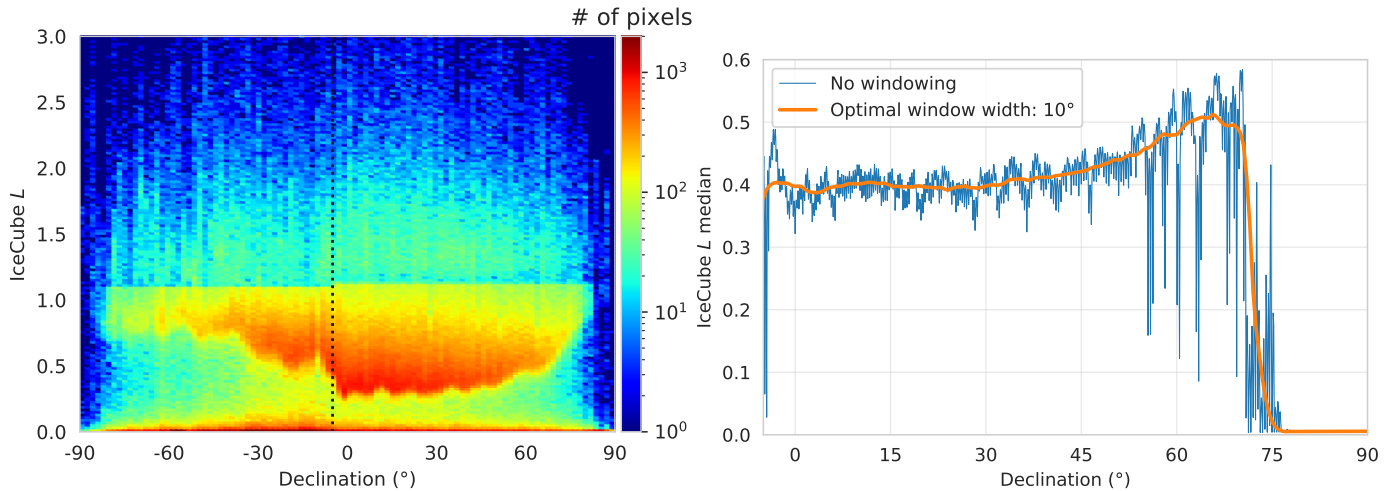 # of pixels
3.0
2.5
2.0
1.5
1.0
0.5
0.0
IceCube L
-90 -60 -30 0 30 60 90
Declination (°)
10³
10²
10¹
10⁰
0.6
0.5
0.4
0.3
0.2
0.1
0.0
IceCube L median
No windowing
Optimal window width: 10°
0 15 30 45 60 75 90
Declination (°)